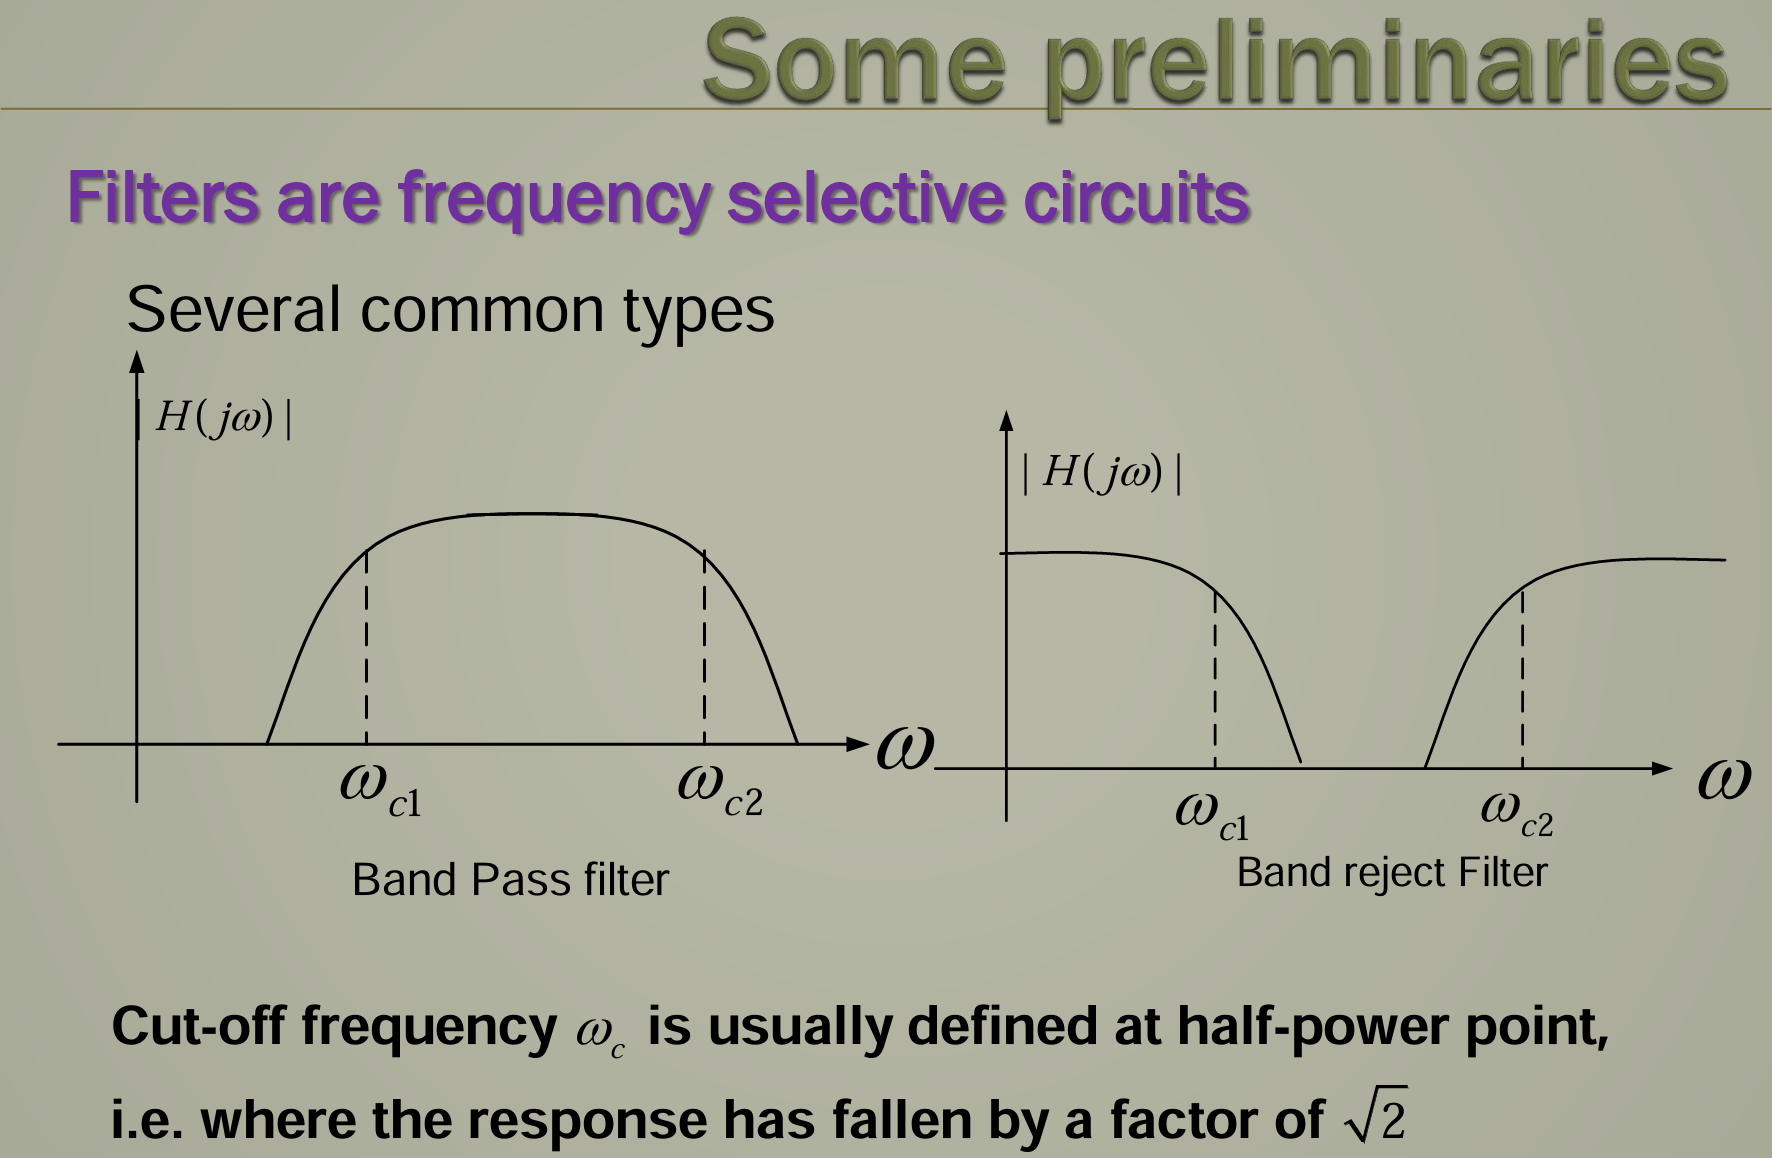 Some preliminaries
Filters are frequency selective circuits
Several common types
| H(jω) |
| H(jω) |
ω
ω
ωc1
ωc2
ωc1
ωc2
Band Pass filter
Band reject Filter
Cut-off frequency ωc is usually defined at half-power point,
i.e. where the response has fallen by a factor of √2